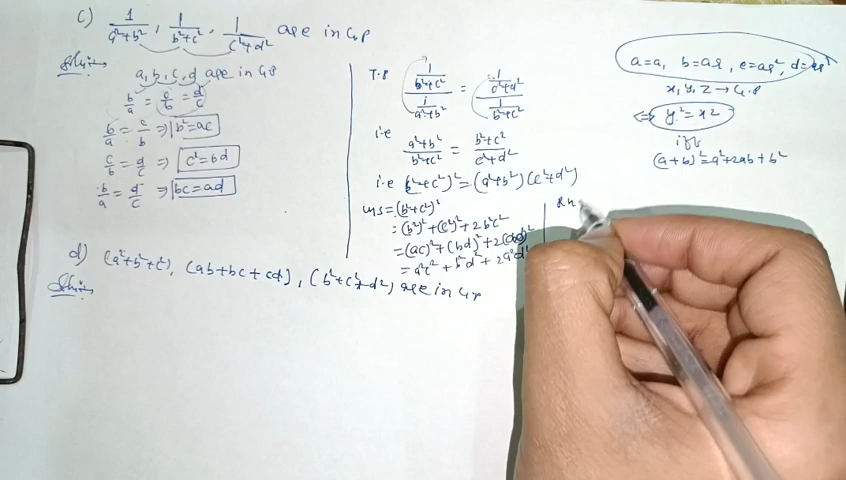 c) 1/(a²+b²), 1/(b²+c²), 1/(c²+d²) are in G.P
Soln:→
a, b, c, d are in G.P
b/a = c/b = d/c
b/a = c/b ⇒ b²=ac
c/b = d/c ⇒ c²=bd
b/a = d/c ⇒ bc=ad
T.P (1/(b²+c²))/(1/(a²+b²)) = (1/(c²+d²))/(1/(b²+c²))
i.e (a²+b²)/(b²+c²) = (b²+c²)/(c²+d²)
i.e (b²+c²)² = (a²+b²)(c²+d²)
LHS = (b²+c²)²
= (b²)²+(c²)²+2b²c²
= (ac)²+(bd)²+2(ad)²
= a²c²+b²d²+2a²d²
RH
a=a, b=ar, c=ar², d=ar³
x, y, z → G.P
⇔ y²=xz
(a+b)²=a²+2ab+b²
d) (a²+b²+c²), (ab+bc+cd), (b²+c²+d²) are in G.P
Soln:→